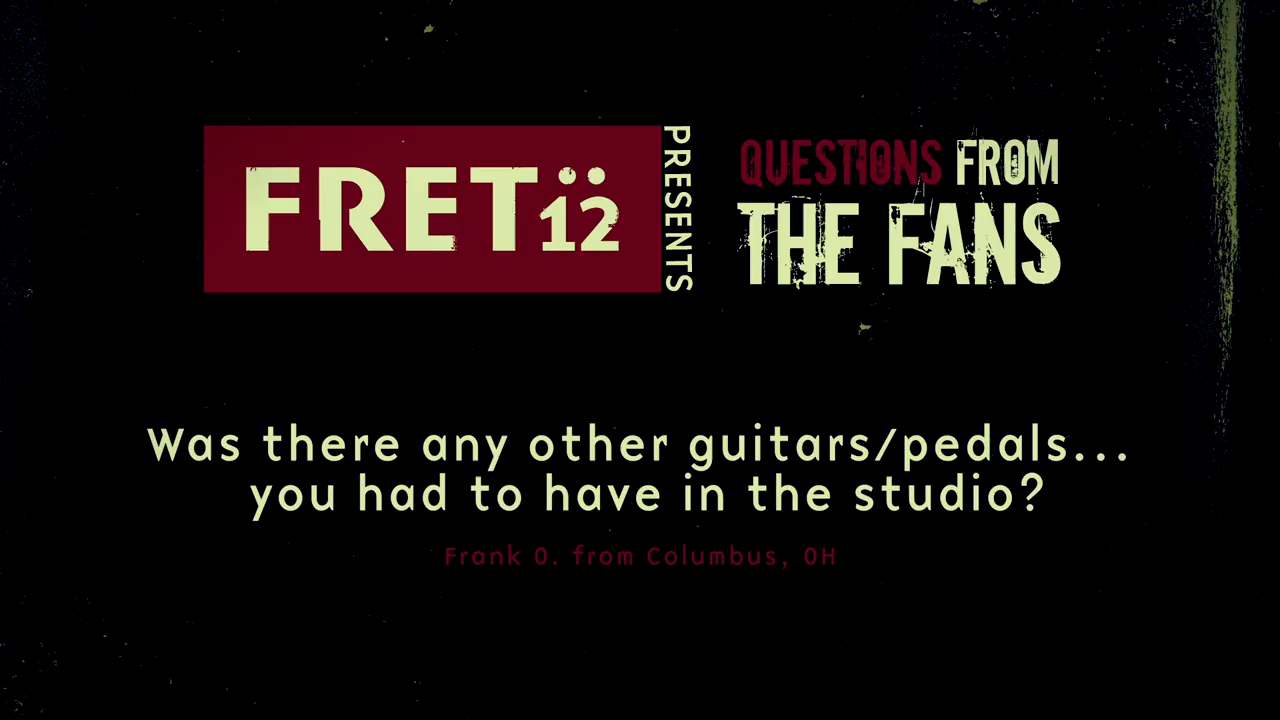 FRET12
PRESENTS
QUESTIONS FROM
THE FANS
Was there any other guitars/pedals...
you had to have in the studio?
Frank O. from Columbus, OH